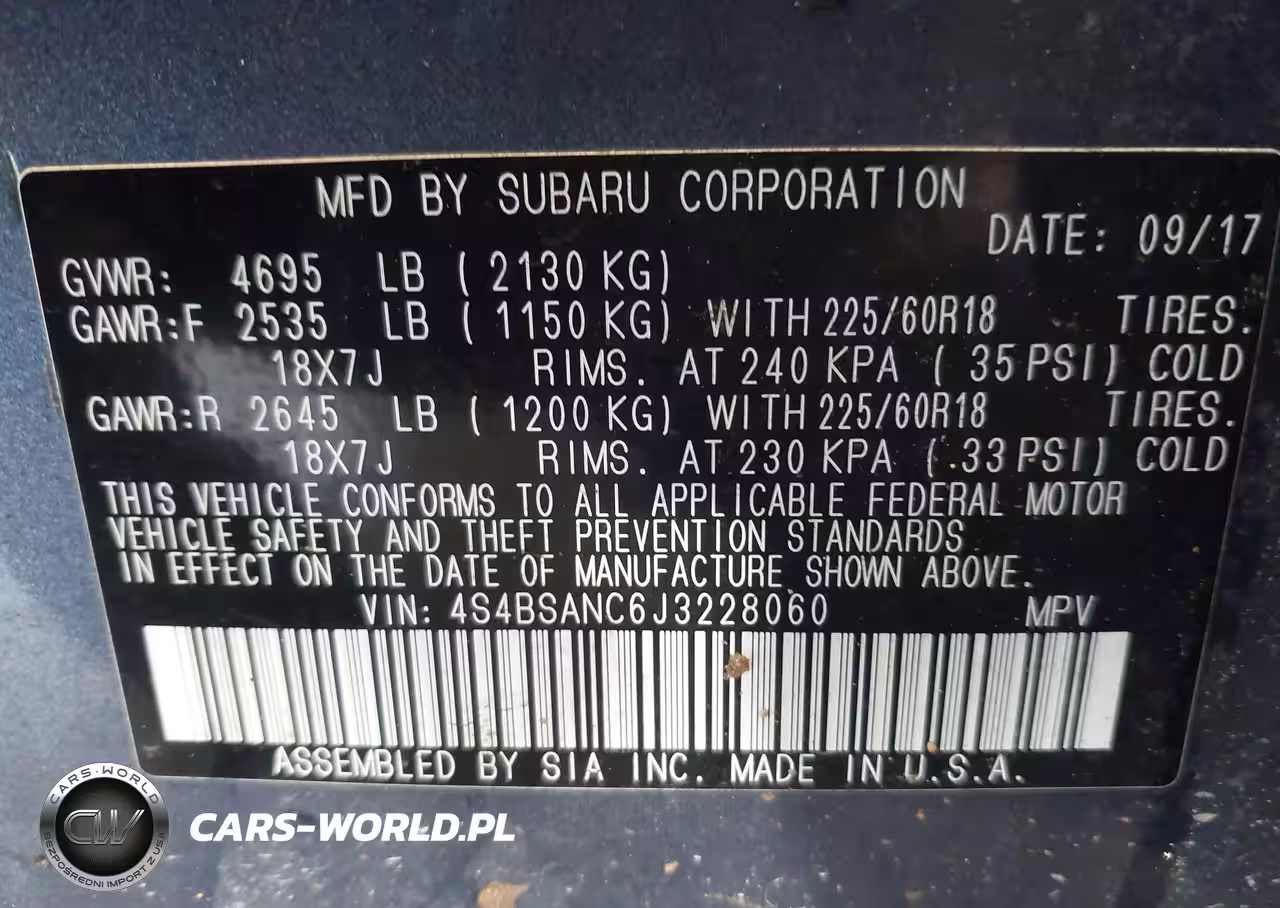 MFD BY SUBARU CORPORATION
DATE: 09/17
GVWR: 4695 LB ( 2130 KG)
GAWR:F 2535 LB ( 1150 KG) WITH 225/60R18 TIRES.
18X7J RIMS. AT 240 KPA ( 35 PSI) COLD
GAWR:R 2645 LB ( 1200 KG) WITH 225/60R18 TIRES.
18X7J RIMS. AT 230 KPA ( 33 PSI) COLD
THIS VEHICLE CONFORMS TO ALL APPLICABLE FEDERAL MOTOR
VEHICLE SAFETY AND THEFT PREVENTION STANDARDS
IN EFFECT ON THE DATE OF MANUFACTURE SHOWN ABOVE.
VIN: 4S4BSANC6J3228060 MPV
ASSEMBLED BY SIA INC. MADE IN U.S.A.
CARS-WORLD
CW
BEZPOŚREDNI IMPORT Z USA
CARS-WORLD.PL